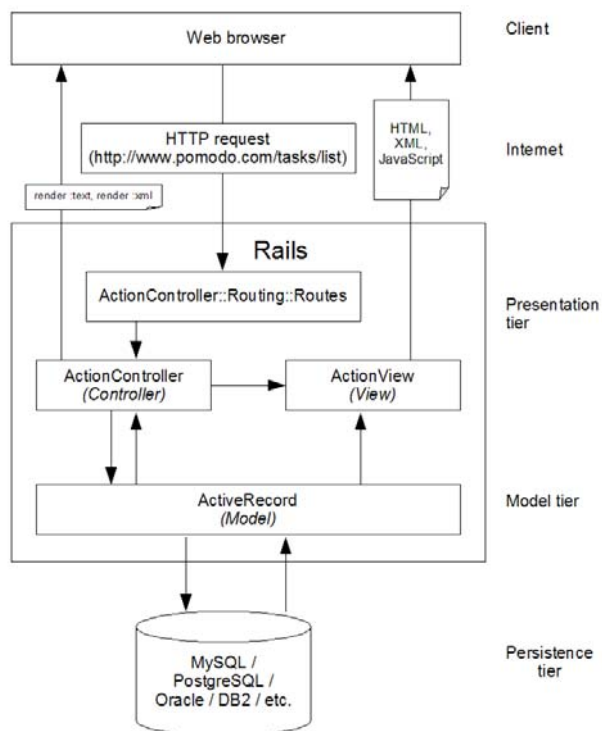 Web browser
Client
HTTP request
(http://www.pomodo.com/tasks/list)
HTML,
XML,
JavaScript
Internet
render :text, render :xml
Rails
ActionController::Routing::Routes
Presentation
tier
ActionController
(Controller)
ActionView
(View)
ActiveRecord
(Model)
Model tier
MySQL /
PostgreSQL /
Oracle / DB2 / etc.
Persistence
tier